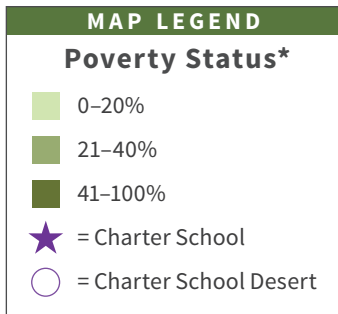 MAP LEGEND
Poverty Status*
0–20%
21–40%
41–100%
= Charter School
= Charter School Desert